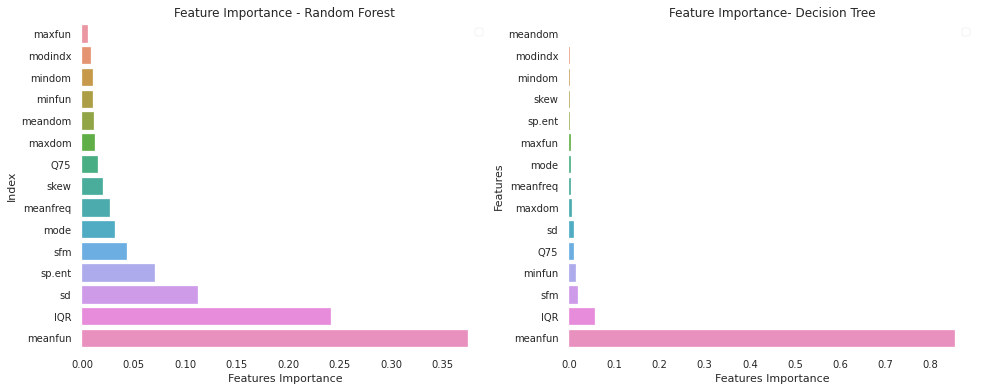 Feature Importance - Random Forest
maxfun
modindx
mindom
minfun
meandom
maxdom
Q75
skew
meanfreq
mode
sfm
sp.ent
sd
IQR
meanfun
Index
0.00 0.05 0.10 0.15 0.20 0.25 0.30 0.35
Features Importance
Feature Importance- Decision Tree
meandom
modindx
mindom
skew
sp.ent
maxfun
mode
meanfreq
maxdom
sd
Q75
minfun
sfm
IQR
meanfun
Features
0.0 0.1 0.2 0.3 0.4 0.5 0.6 0.7 0.8
Features Importance